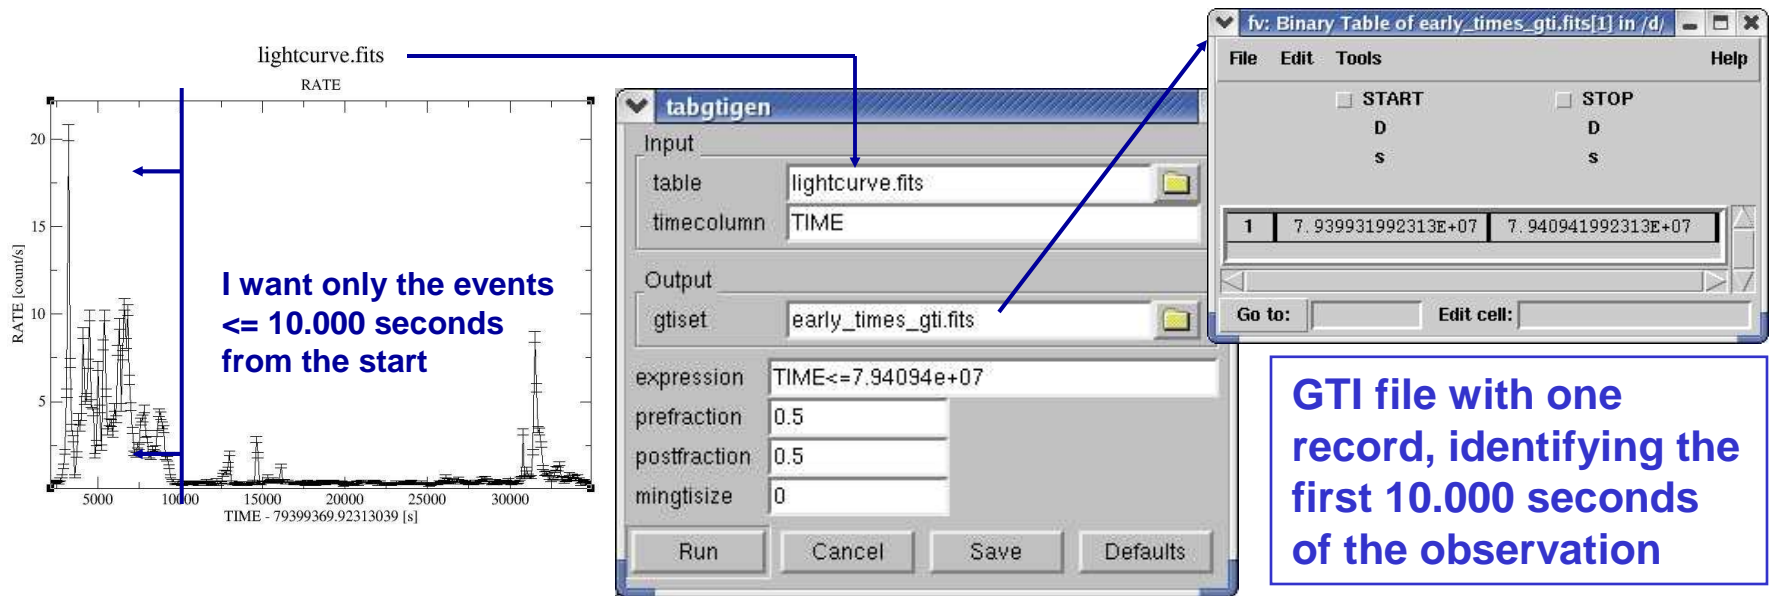 lightcurve.fits
RATE
20
15
10
5
RATE [count/s]
5000 10000 15000 20000 25000 30000
TIME - 79399369.92313039 [s]
I want only the events
<= 10.000 seconds
from the start
tabgtigen
Input
table lightcurve.fits
timecolumn TIME
Output
gtiset early_times_gti.fits
expression TIME<=7.94094e+07
prefraction 0.5
postfraction 0.5
mingtisize 0
Run Cancel Save Defaults
fv: Binary Table of early_times_gti.fits[1] in /d/
File Edit Tools Help
START STOP
D D
s s
1 7.939931992313E+07 7.940941992313E+07
Go to: Edit cell:
GTI file with one
record, identifying the
first 10.000 seconds
of the observation